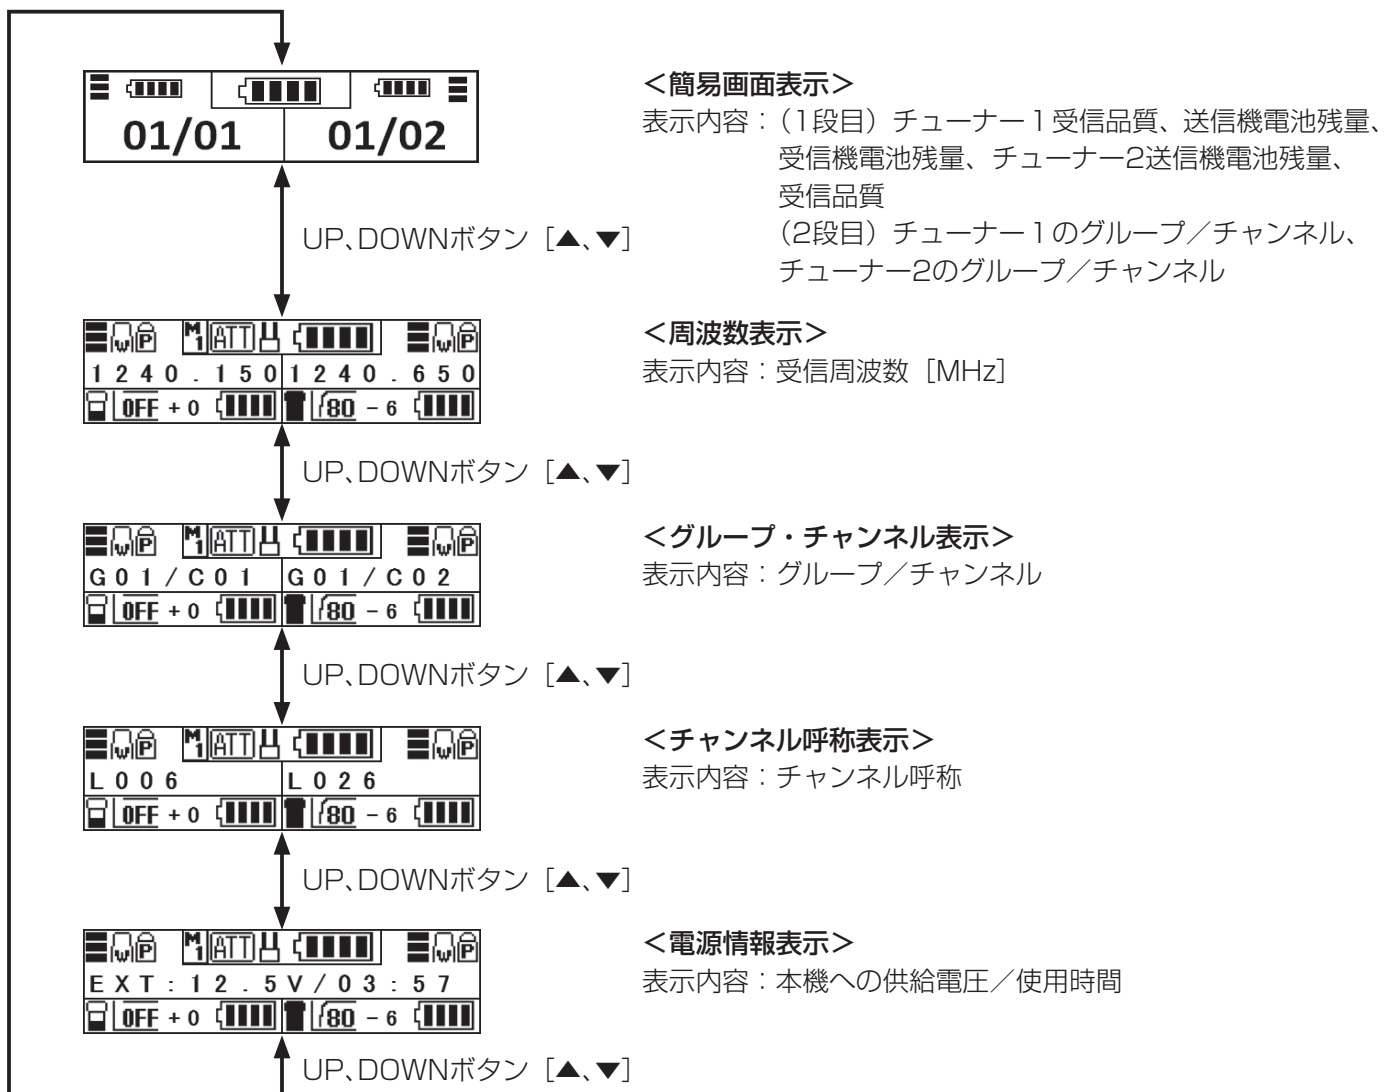 01/01 01/02
<簡易画面表示>
表示内容:(1段目)チューナー1受信品質、送信機電池残量、
受信機電池残量、チューナー2送信機電池残量、
受信品質
(2段目)チューナー1のグループ/チャンネル、
チューナー2のグループ/チャンネル
UP、DOWNボタン [▲、▼]
W P M1 ATT W P
1240.150 1240.650
OFF +0 80 -6
<周波数表示>
表示内容:受信周波数 [MHz]
UP、DOWNボタン [▲、▼]
W P M1 ATT W P
G01/C01 G01/C02
OFF +0 80 -6
<グループ・チャンネル表示>
表示内容:グループ/チャンネル
UP、DOWNボタン [▲、▼]
W P M1 ATT W P
L006 L026
OFF +0 80 -6
<チャンネル呼称表示>
表示内容:チャンネル呼称
UP、DOWNボタン [▲、▼]
W P M1 ATT W P
EXT:12.5V/03:57
OFF +0 80 -6
<電源情報表示>
表示内容:本機への供給電圧/使用時間
UP、DOWNボタン [▲、▼]